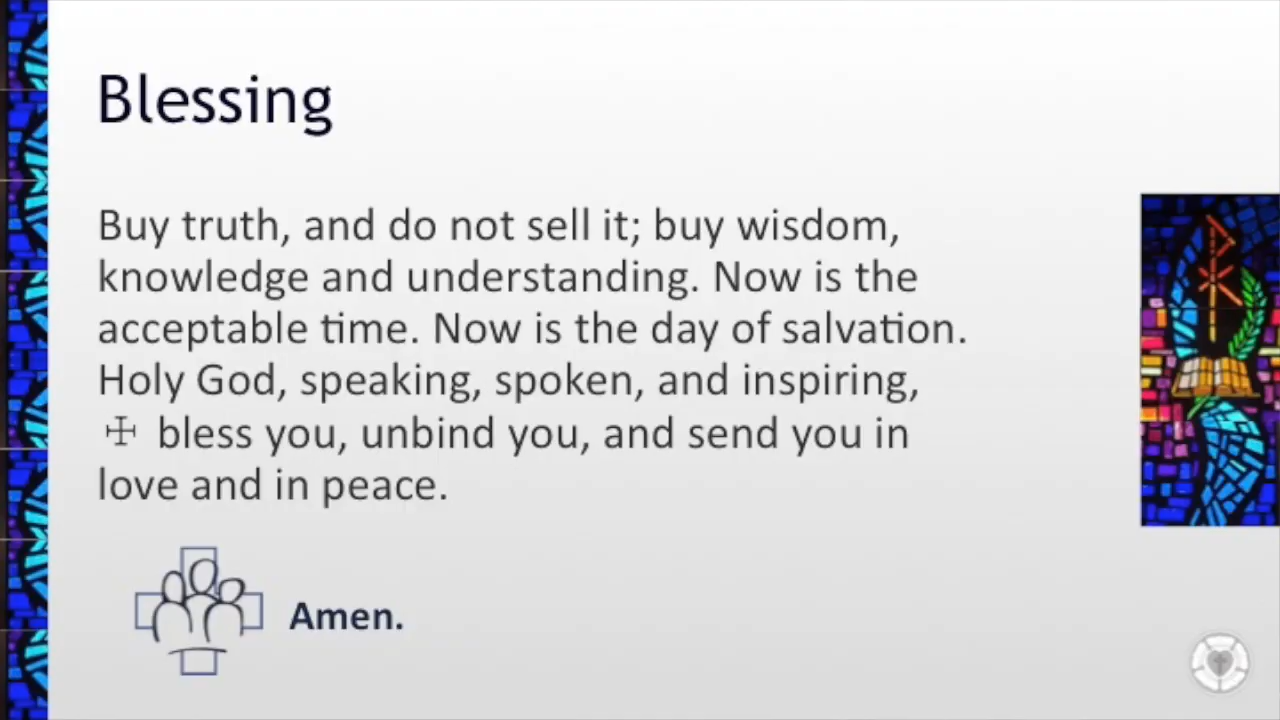 Blessing
Buy truth, and do not sell it; buy wisdom,
knowledge and understanding. Now is the
acceptable time. Now is the day of salvation.
Holy God, speaking, spoken, and inspiring,
☩ bless you, unbind you, and send you in
love and in peace.
Amen.